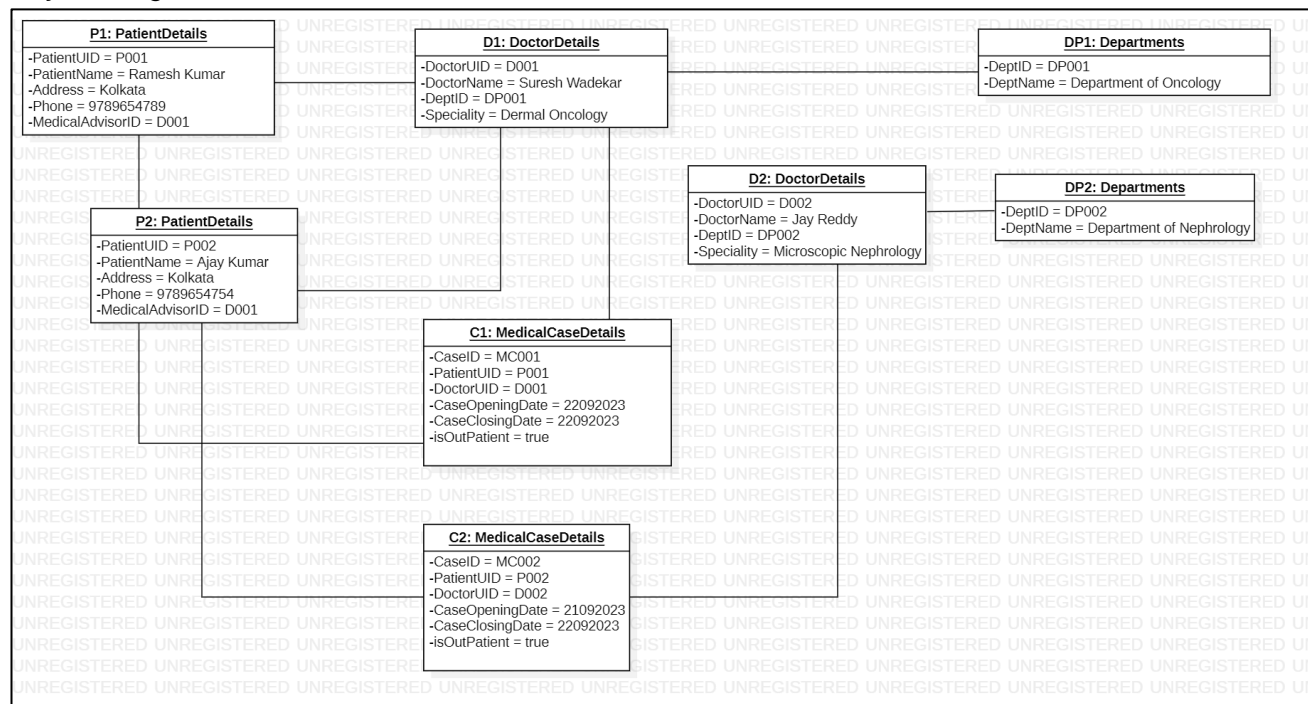 P1: PatientDetails
-PatientUID = P001
-PatientName = Ramesh Kumar
-Address = Kolkata
-Phone = 9789654789
-MedicalAdvisorID = D001
D1: DoctorDetails
-DoctorUID = D001
-DoctorName = Suresh Wadekar
-DeptID = DP001
-Speciality = Dermal Oncology
DP1: Departments
-DeptID = DP001
-DeptName = Department of Oncology
D2: DoctorDetails
-DoctorUID = D002
-DoctorName = Jay Reddy
-DeptID = DP002
-Speciality = Microscopic Nephrology
DP2: Departments
-DeptID = DP002
-DeptName = Department of Nephrology
P2: PatientDetails
-PatientUID = P002
-PatientName = Ajay Kumar
-Address = Kolkata
-Phone = 9789654754
-MedicalAdvisorID = D001
C1: MedicalCaseDetails
-CaseID = MC001
-PatientUID = P001
-DoctorUID = D001
-CaseOpeningDate = 22092023
-CaseClosingDate = 22092023
-isOutPatient = true
C2: MedicalCaseDetails
-CaseID = MC002
-PatientUID = P002
-DoctorUID = D002
-CaseOpeningDate = 21092023
-CaseClosingDate = 22092023
-isOutPatient = true
UNREGISTERED